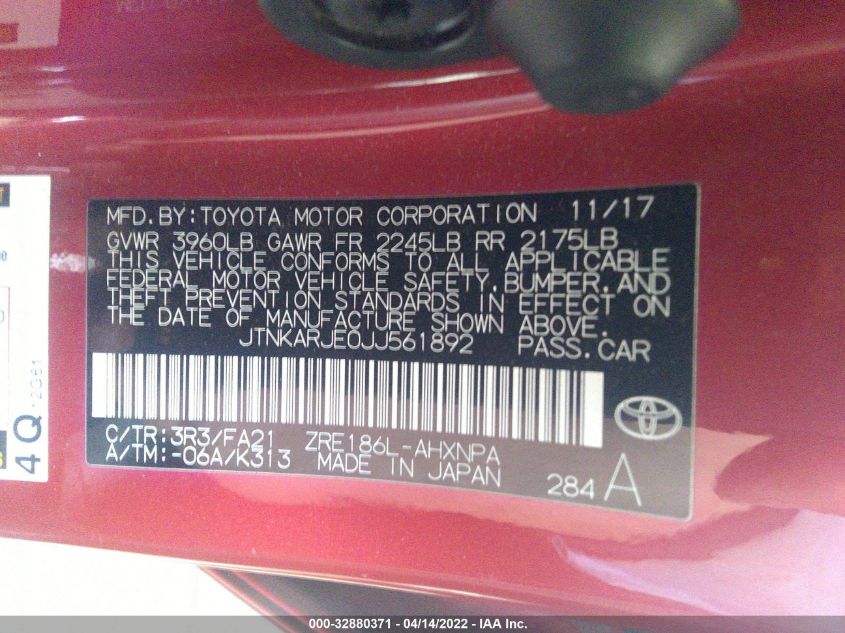 MFD. BY: TOYOTA MOTOR CORPORATION 11/17
GVWR 3960LB GAWR FR 2245LB RR 2175LB
THIS VEHICLE CONFORMS TO ALL APPLICABLE
FEDERAL MOTOR VEHICLE SAFETY, BUMPER, AND
THEFT PREVENTION STANDARDS IN EFFECT ON
THE DATE OF MANUFACTURE SHOWN ABOVE.
JTNKARJE0JJ561892 PASS.CAR
C/TR:3R3/FA21 ZRE186L-AHXNPA
A/TM:-06A/K313 MADE IN JAPAN
284 A
4Q
000-32880371 - 04/14/2022 - IAA Inc.